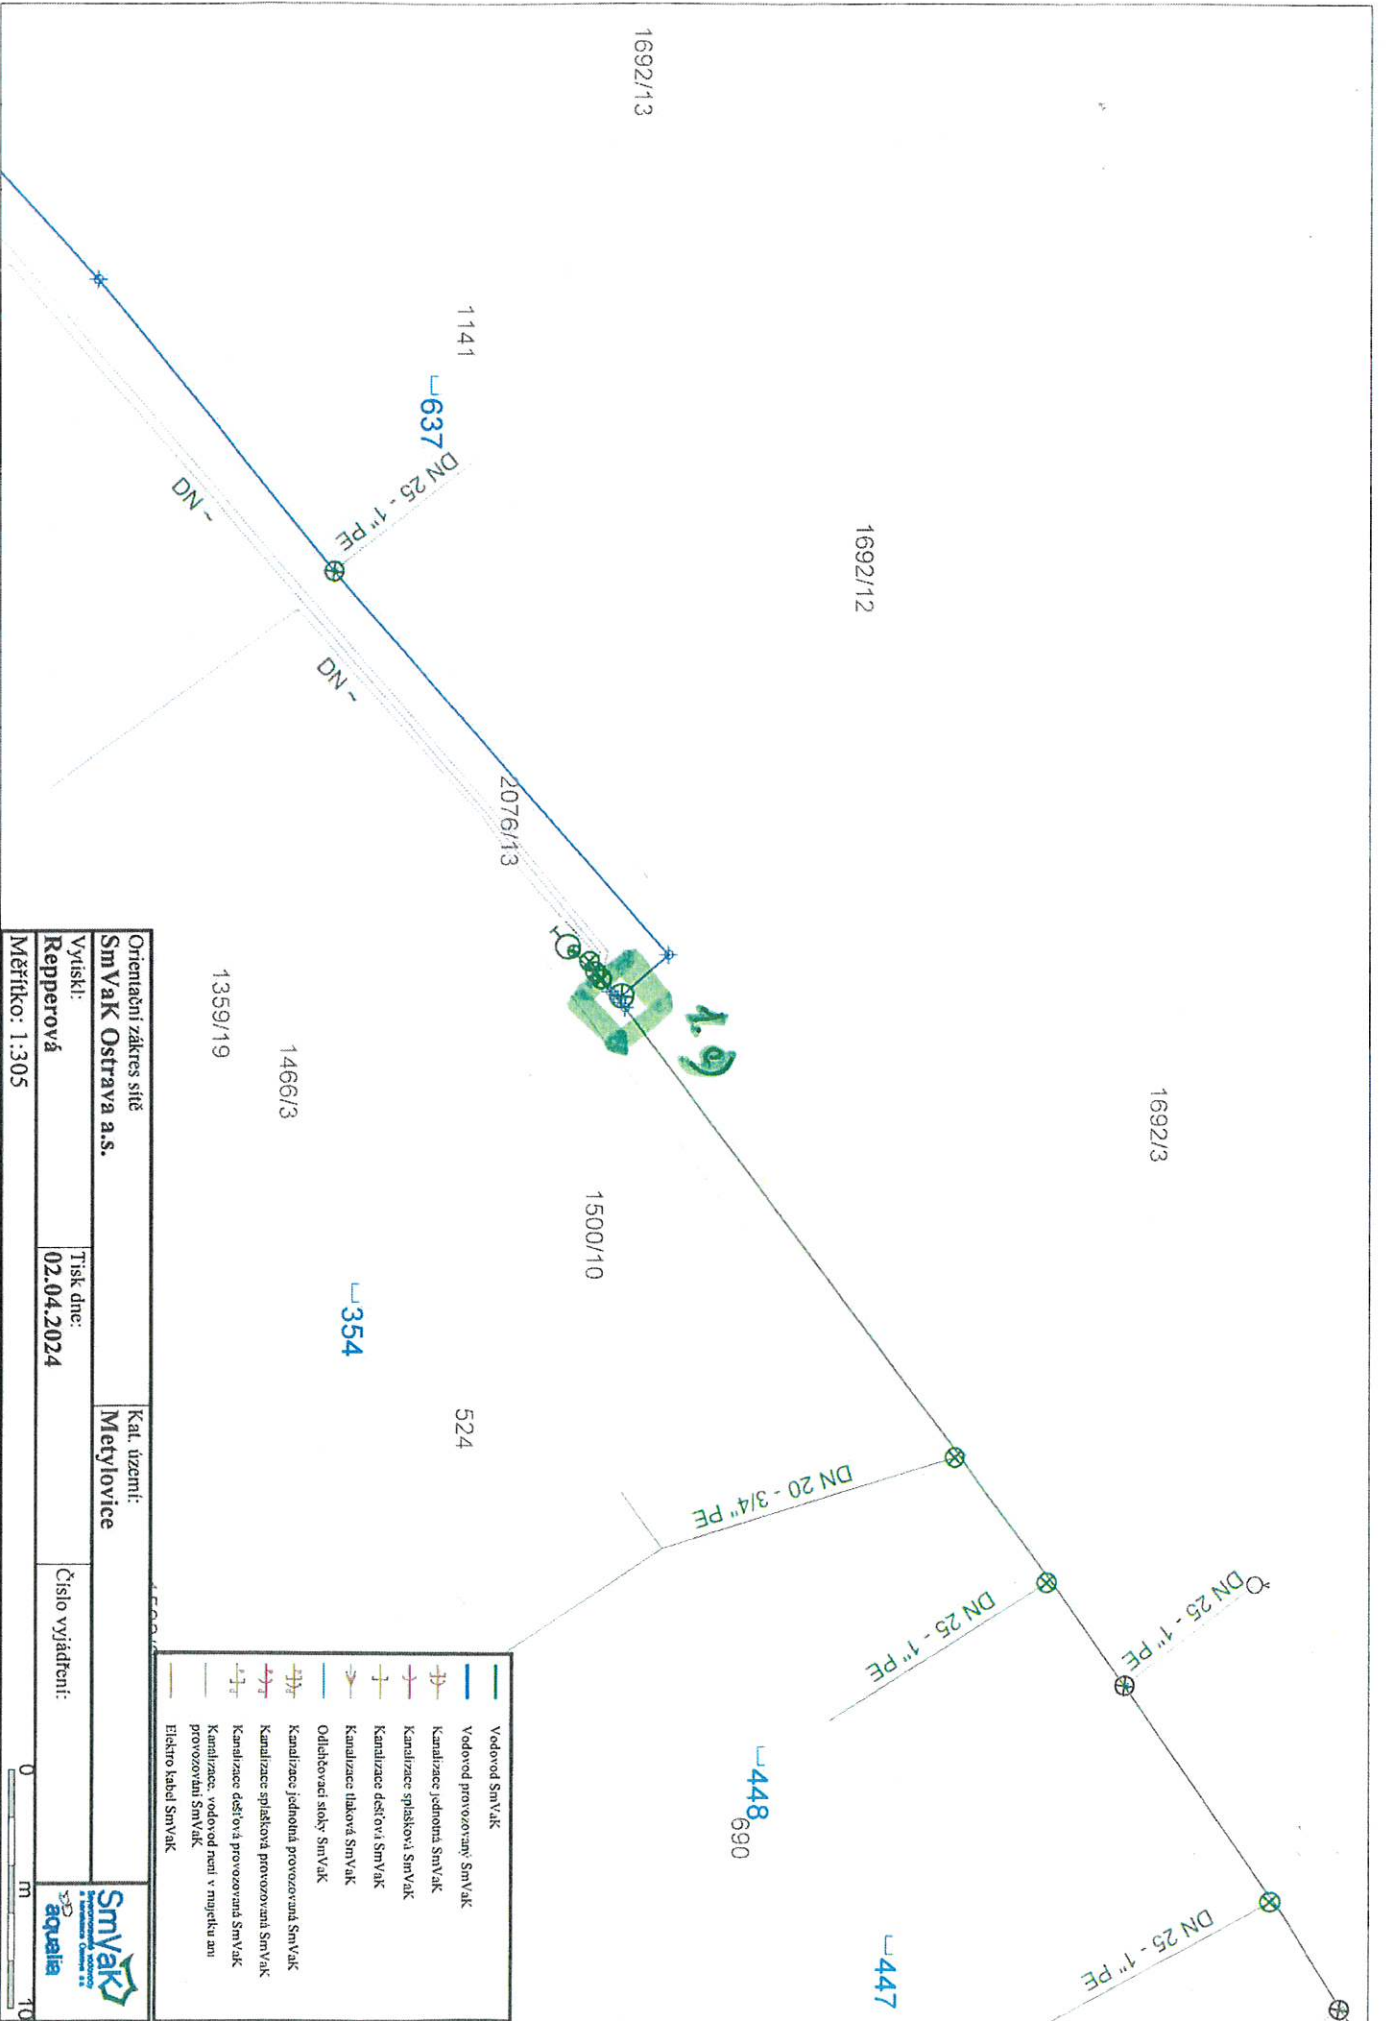 1692/13
1692/12
1692/3
1141
637
DN 25 - 1" PE
DN ~
DN ~
2076/13
1359/19
1466/3
1500/10
354
524
DN 20 - 3/4" PE
DN 25 - 1" PE
DN 25 - 1" PE
DN 25 - 1" PE
448
690
447
Vodovod SmVaK
Vodovod provozovaný SmVaK
Kanalizace jednotná SmVaK
Kanalizace splašková SmVaK
Kanalizace dešťová SmVaK
Kanalizace tlaková SmVaK
Odlehčovací stoky SmVaK
Kanalizace jednotná provozovaná SmVaK
Kanalizace splašková provozovaná SmVaK
Kanalizace dešťová provozovaná SmVaK
Kanalizace, vodovod není v majetku ani
provozování SmVaK
Elektro kabel SmVaK
Orientační zákres sítě
SmVaK Ostrava a.s.
Kat. území:
Metylovice
Vytiskl:
Repperová
Tisk dne:
02.04.2024
Číslo vyjádření:
Měřítko: 1:305
0 m 10
SmVaK
aqualia